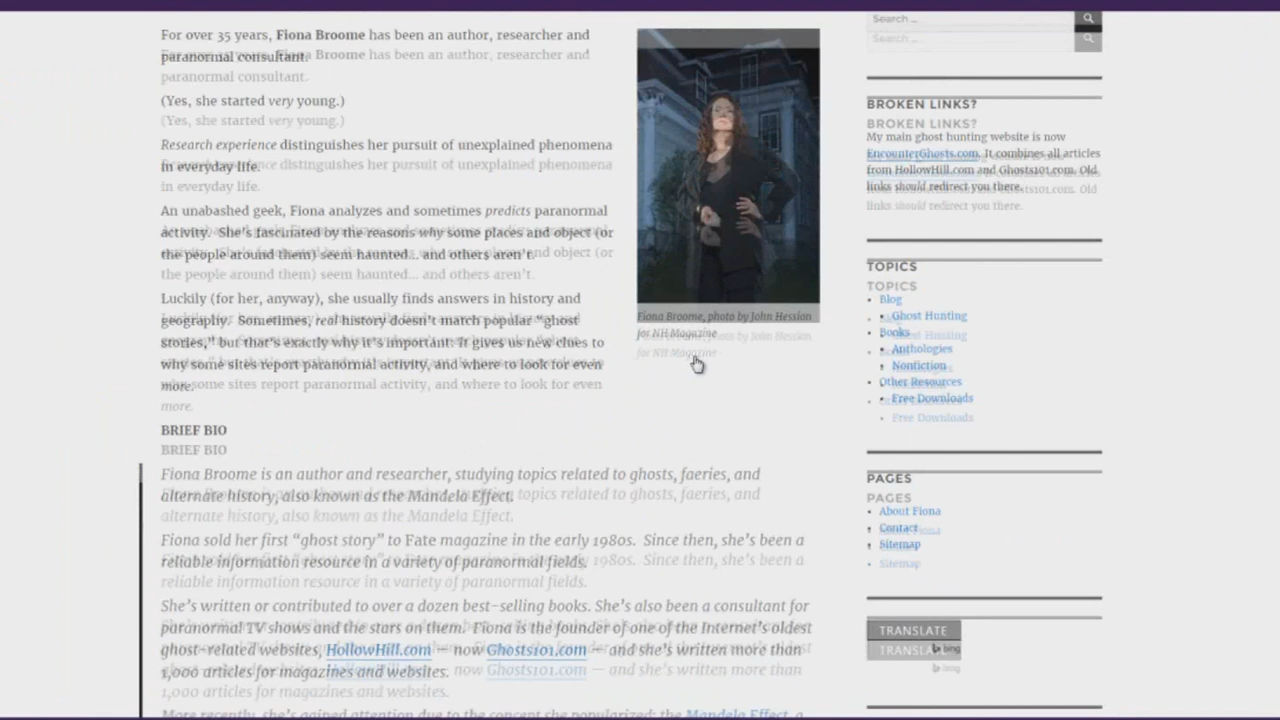 For over 35 years, Fiona Broome has been an author, researcher and
paranormal consultant.
(Yes, she started very young.)
Research experience distinguishes her pursuit of unexplained phenomena
in everyday life.
An unabashed geek, Fiona analyzes and sometimes predicts paranormal
activity. She's fascinated by the reasons why some places and object (or
the people around them) seem haunted... and others aren't.
Luckily (for her, anyway), she usually finds answers in history and
geography. Sometimes, real history doesn't match popular "ghost
stories," but that's exactly why it's important: It gives us new clues to
why some sites report paranormal activity, and where to look for even
more.
Fiona Broome, photo by John Hession
for NH Magazine
BRIEF BIO
Fiona Broome is an author and researcher, studying topics related to ghosts, faeries, and
alternate history, also known as the Mandela Effect.
Fiona sold her first "ghost story" to Fate magazine in the early 1980s. Since then, she's been a
reliable information resource in a variety of paranormal fields.
She's written or contributed to over a dozen best-selling books. She's also been a consultant for
paranormal TV shows and the stars on them. Fiona is the founder of one of the Internet's oldest
ghost-related websites, HollowHill.com — now Ghosts101.com — and she's written more than
1,000 articles for magazines and websites.
More recently, she's gained attention due to the concept she popularized: the Mandela Effect, a
Search ...
BROKEN LINKS?
My main ghost hunting website is now
EncounterGhosts.com. It combines all articles
from HollowHill.com and Ghosts101.com. Old
links should redirect you there.
TOPICS
Blog
Ghost Hunting
Books
Anthologies
Nonfiction
Other Resources
Free Downloads
PAGES
About Fiona
Contact
Sitemap
TRANSLATE
bing